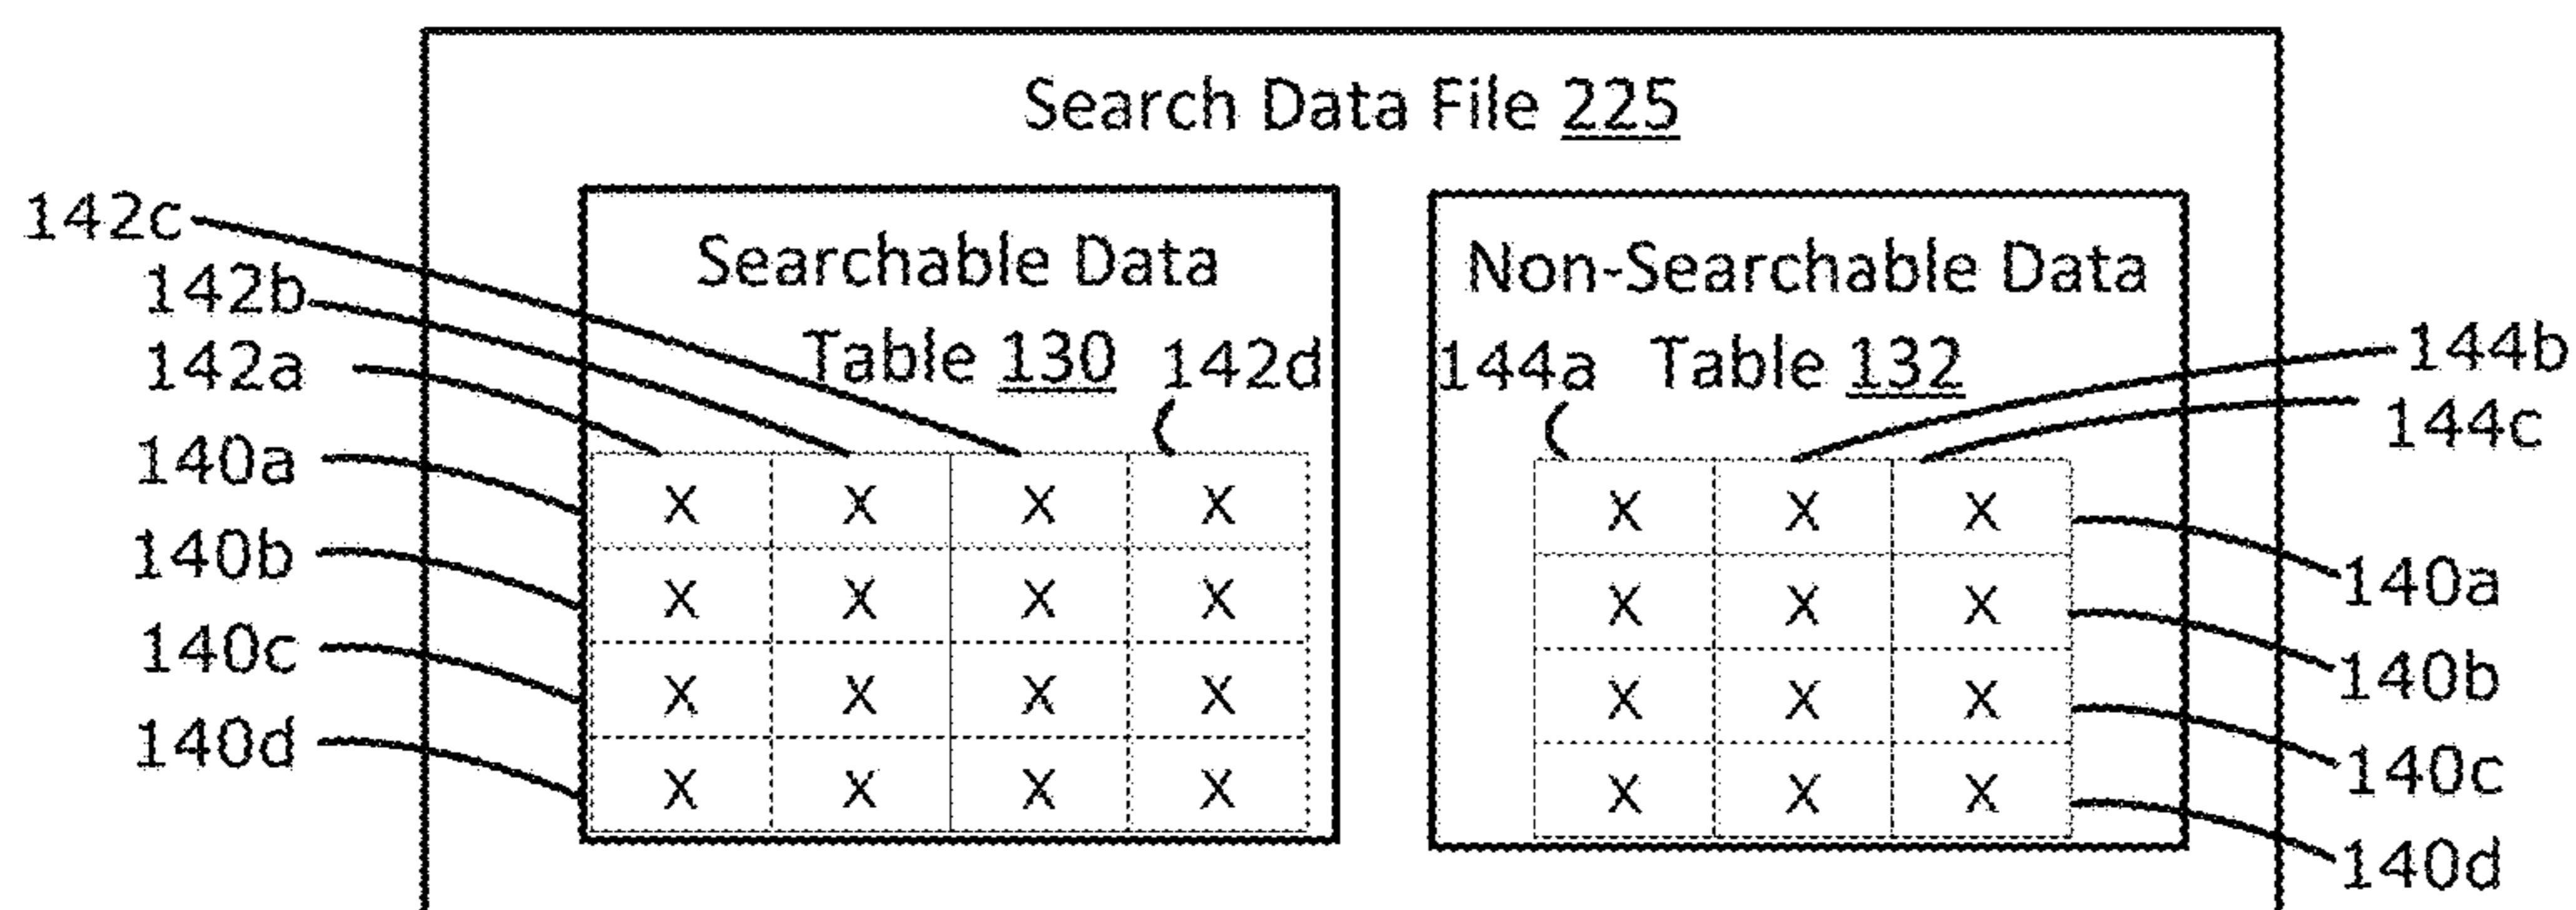 Search Data File 225
142c
142b
142a
140a
140b
140c
140d
Searchable Data
Table 130
142d
X X X X
X X X X
X X X X
X X X X
Non-Searchable Data
144a
Table 132
X X X
X X X
X X X
X X X
144b
144c
140a
140b
140c
140d